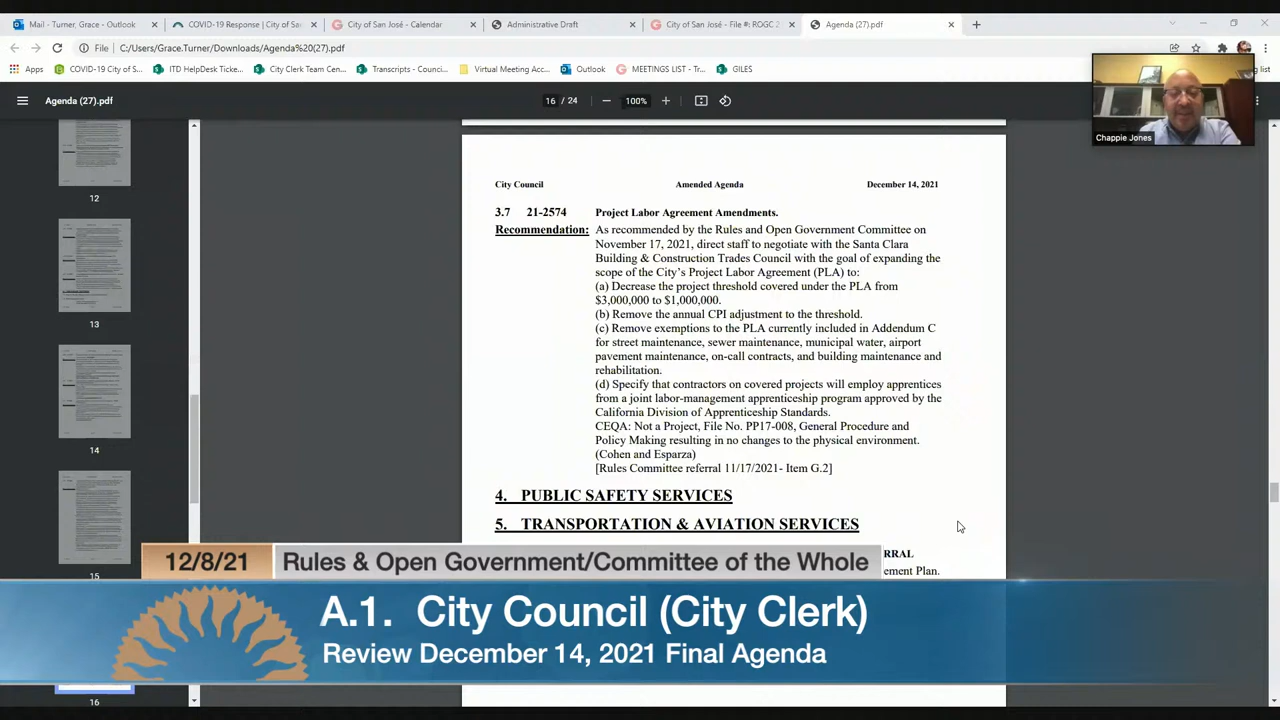 Mail - Turner, Grace - Outlook
COVID-19 Response | City of Sa
City of San José - Calendar
Administrative Draft
City of San José - File #: ROGC 2
Agenda (27).pdf
File C:/Users/Grace.Turner/Downloads/Agenda%20(27).pdf
Apps
COVID-19 City of S...
ITD HelpDesk Ticke...
City Clerk Team Cen...
Transcripts - Counci...
Virtual Meeting Acc...
Outlook
MEETINGS LIST - Tr...
GILES
ng list
Agenda (27).pdf
16 / 24
100%
Chappie Jones
12
13
14
15
16
City Council Amended Agenda December 14, 2021
3.7 21-2574 Project Labor Agreement Amendments.
Recommendation: As recommended by the Rules and Open Government Committee on
November 17, 2021, direct staff to negotiate with the Santa Clara
Building & Construction Trades Council with the goal of expanding the
scope of the City's Project Labor Agreement (PLA) to:
(a) Decrease the project threshold covered under the PLA from
$3,000,000 to $1,000,000.
(b) Remove the annual CPI adjustment to the threshold.
(c) Remove exemptions to the PLA currently included in Addendum C
for street maintenance, sewer maintenance, municipal water, airport
pavement maintenance, on-call contracts, and building maintenance and
rehabilitation.
(d) Specify that contractors on covered projects will employ apprentices
from a joint labor-management apprenticeship program approved by the
California Division of Apprenticeship Standards.
CEQA: Not a Project, File No. PP17-008, General Procedure and
Policy Making resulting in no changes to the physical environment.
(Cohen and Esparza)
[Rules Committee referral 11/17/2021- Item G.2]
4. PUBLIC SAFETY SERVICES
5. TRANSPORTATION & AVIATION SERVICES
RRAL
ement Plan.
12/8/21 Rules & Open Government/Committee of the Whole
A.1. City Council (City Clerk)
Review December 14, 2021 Final Agenda